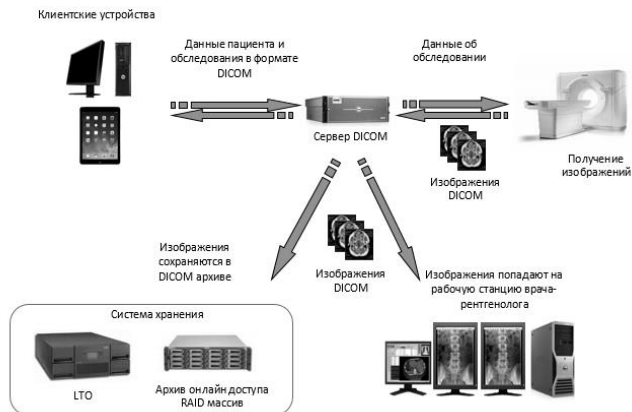 Клиентские устройства
Данные пациента и
обследования в формате
DICOM
Данные об
обследовании
Сервер DICOM
Изображения
DICOM
Получение
изображений
Изображения
сохраняются в
DICOM архиве
Изображения
DICOM
Изображения попадают на
рабочую станцию врача-
рентгенолога
Система хранения
LTO
Архив онлайн доступа
RAID массив